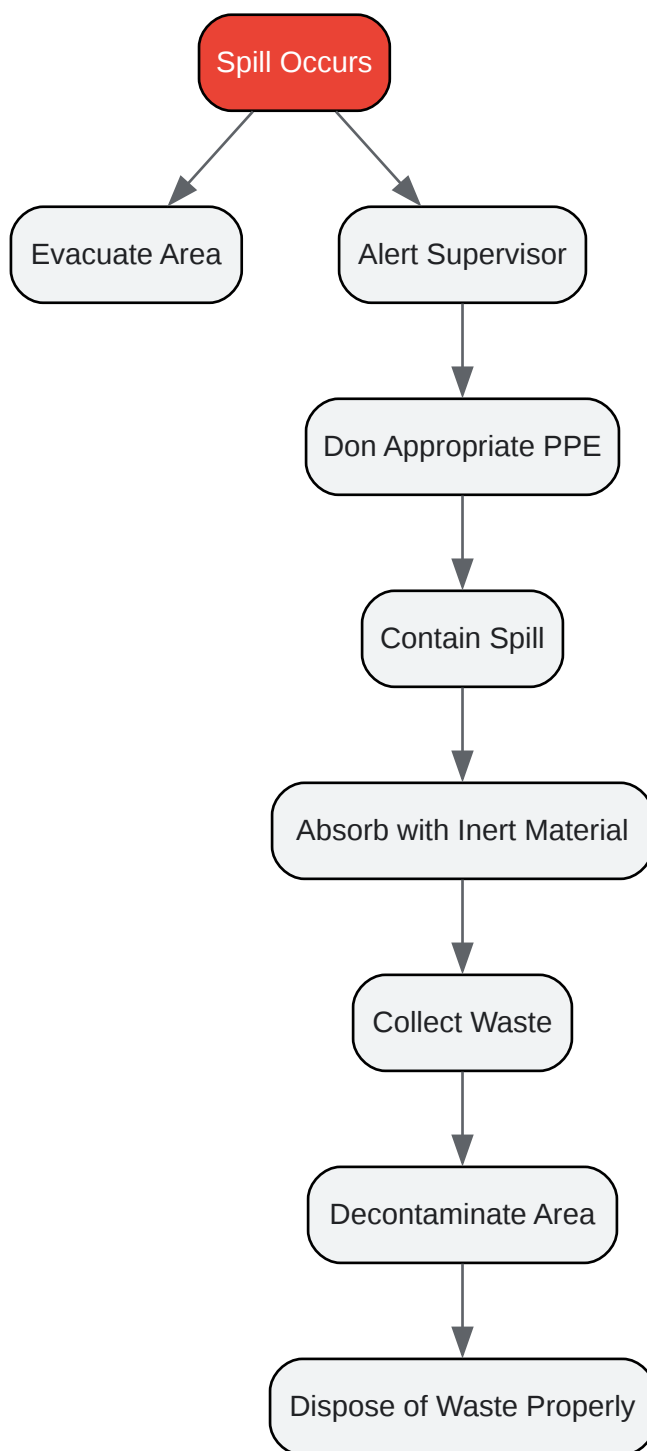 Spill Occurs
Evacuate Area
Alert Supervisor
Don Appropriate PPE
Contain Spill
Absorb with Inert Material
Collect Waste
Decontaminate Area
Dispose of Waste Properly